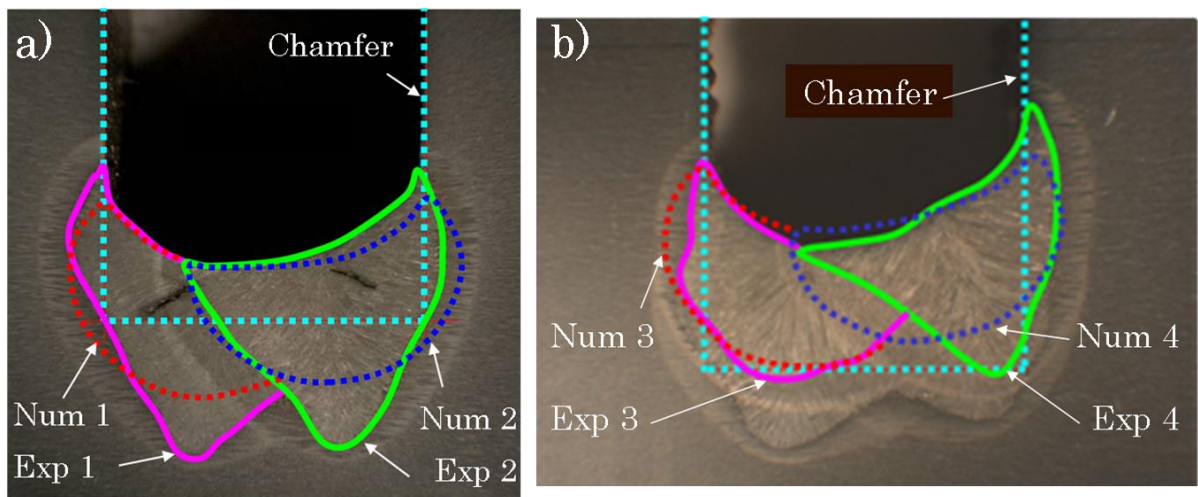 a)
Chamfer
Num 1
Exp 1
Num 2
Exp 2
b)
Chamfer
Num 3
Exp 3
Num 4
Exp 4